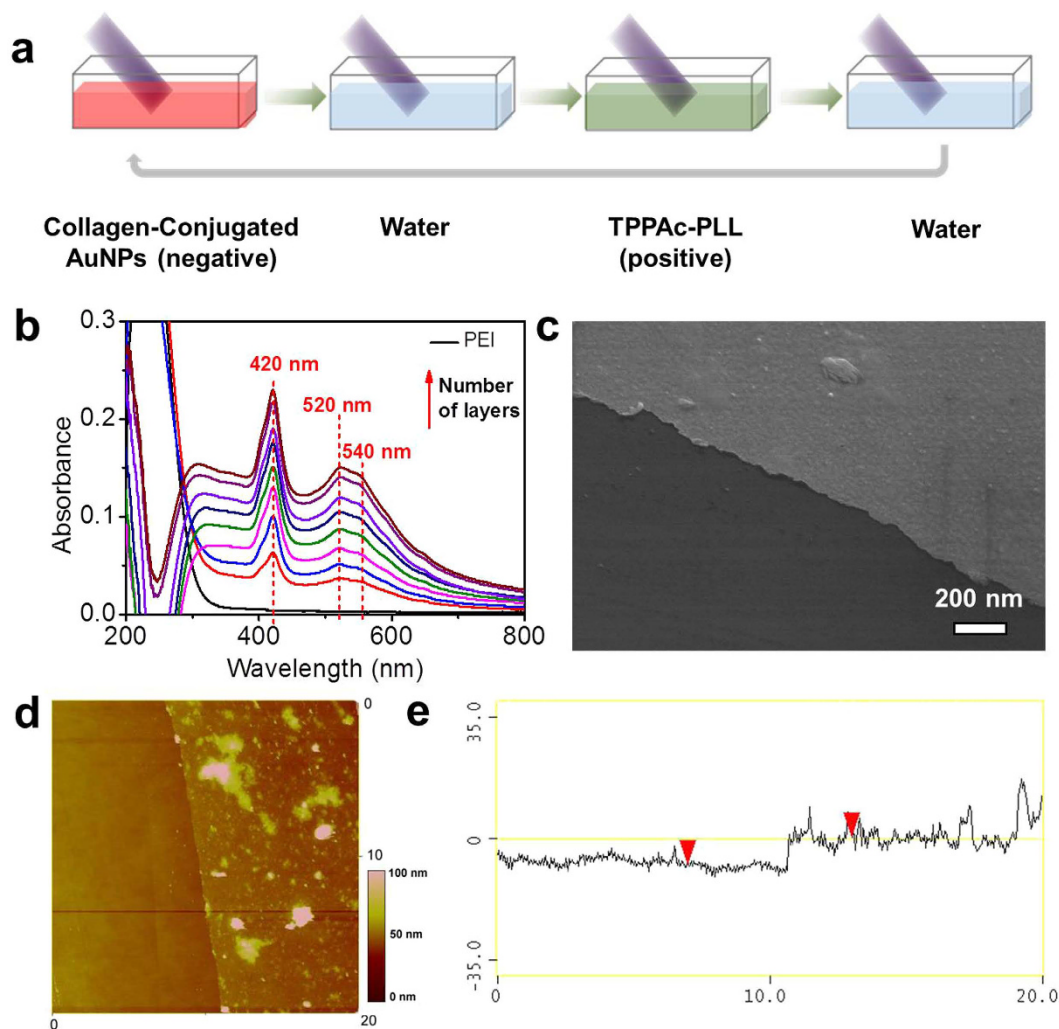 a
Collagen-Conjugated
AuNPs (negative)
Water
TPPAc-PLL
(positive)
Water
b
0.3
0.2
0.1
0.0
Absorbance
200
400
600
800
Wavelength (nm)
420 nm
520 nm
540 nm
PEI
Number
of layers
c
200 nm
d
0
10
100 nm
50 nm
0 nm
0
20
e
35.0
0
-35.0
0
10.0
20.0